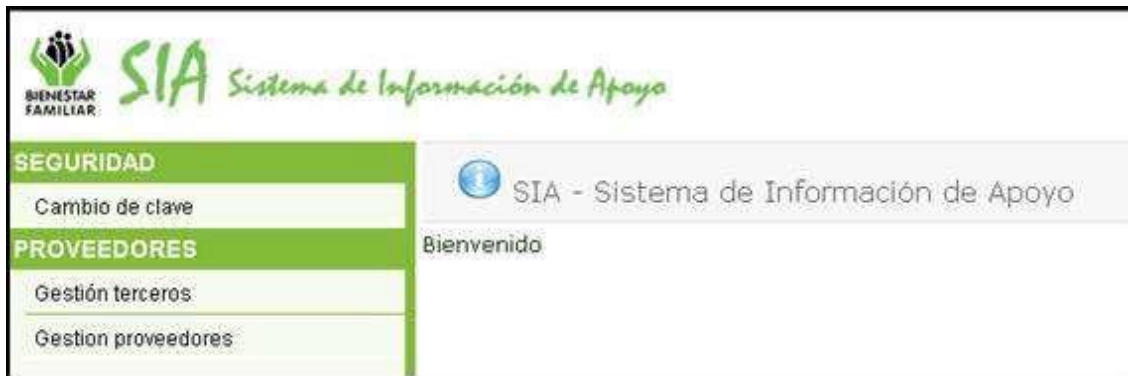 BIENESTAR
FAMILIAR
SIA Sistema de Información de Apoyo
SEGURIDAD
Cambio de clave
PROVEEDORES
Gestión terceros
Gestion proveedores
SIA - Sistema de Información de Apoyo
Bienvenido